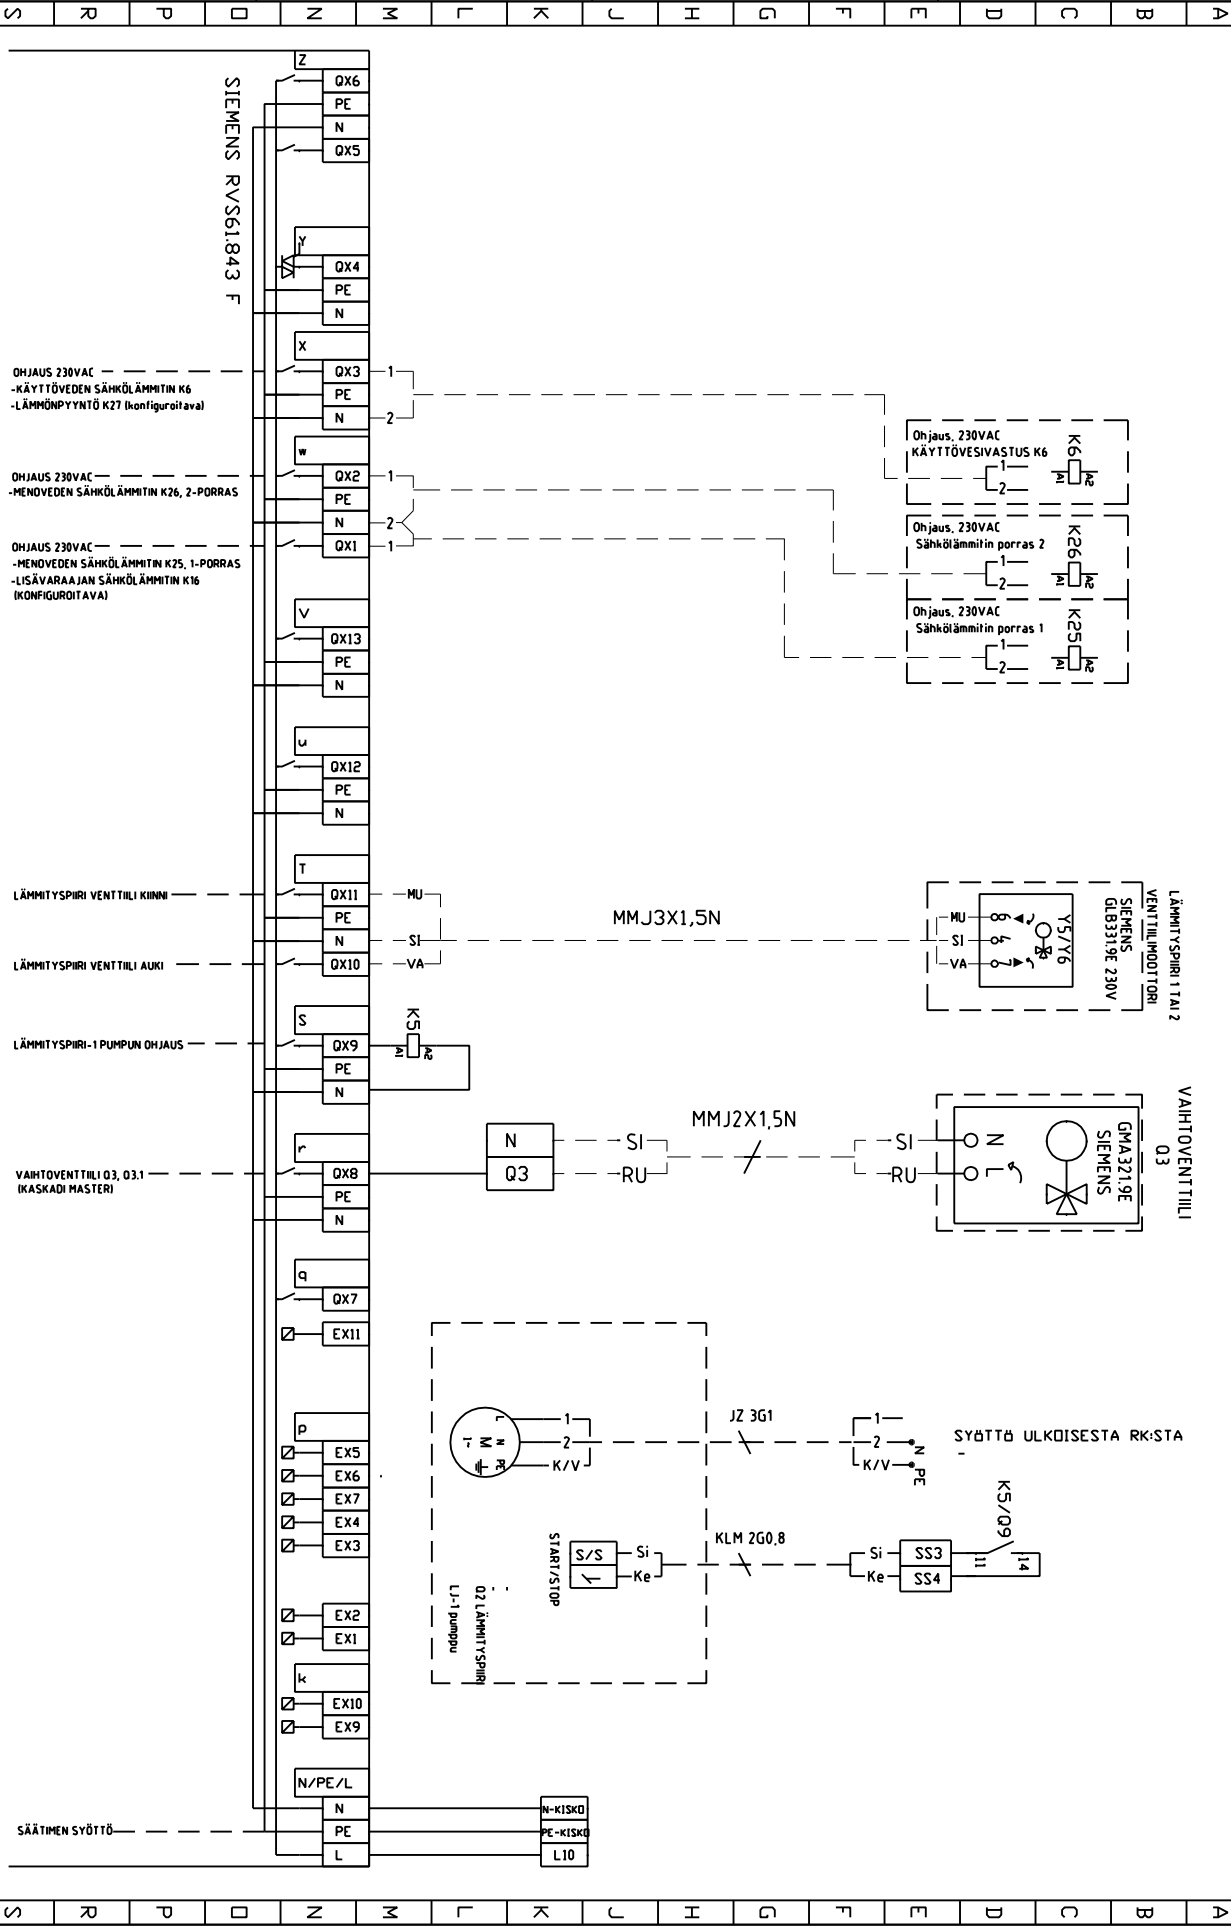 S R P O N M L K J H G F E D C B A
Z
QX6
PE
N
QX5
SIEMENS RVS61.843 F
Y
QX4
PE
N
X
QX3
PE
N
1
2
OHJAUS 230VAC
-KÄYTTÖVEDEN SÄHKÖLÄMMITIN K6
-LÄMMÖNPYYNTÖ K27 (konfiguroitava)
Ohjaus, 230VAC
KÄYTTÖVESIVASTUS K6
1
2
K6
A1
A2
w
QX2
PE
N
QX1
1
2
1
OHJAUS 230VAC
-MENOVEDEN SÄHKÖLÄMMITIN K26, 2-PORRAS
OHJAUS 230VAC
-MENOVEDEN SÄHKÖLÄMMITIN K25, 1-PORRAS
-LISÄVARAAJAN SÄHKÖLÄMMITIN K16
(KONFIGUROITAVA)
Ohjaus, 230VAC
Sähkölämmitin porras 2
1
2
K26
A1
A2
Ohjaus, 230VAC
Sähkölämmitin porras 1
1
2
K25
A1
A2
V
QX13
PE
N
u
QX12
PE
N
T
QX11
PE
N
QX10
LÄMMITYSPIIRI VENTTIILI KIINNI
LÄMMITYSPIIRI VENTTIILI AUKI
MU
SI
VA
MMJ3X1,5N
MU
SI
VA
6
4
7
Y5/Y6
SIEMENS
GLB331.9E 230V
LÄMMITYSPIIRI 1 TAI 2
VENTTIILIMOOTTORI
S
QX9
PE
N
LÄMMITYSPIIRI-1 PUMPUN OHJAUS
K5
A1
A2
r
QX8
PE
N
VAIHTOVENTTIILI Q3, Q3.1
(KASKADI MASTER)
N
Q3
SI
RU
MMJ2X1,5N
SI
RU
N
L
GMA321.9E
SIEMENS
VAIHTOVENTTIILI
Q3
q
QX7
EX11
p
EX5
EX6
EX7
EX4
EX3
EX2
EX1
k
EX10
EX9
L
N
PE
M
1~
1
2
K/V
JZ 3G1
1
2
K/V
N
PE
SYÖTTÖ ULKOISESTA RK:STA
-
START/STOP
S/S
Si
Ke
KLM 2G0,8
Si
Ke
SS3
SS4
K5/Q9
11
14
Q2 LÄMMITYSPIIRI
LJ-1 pumppu
N/PE/L
N
PE
L
SÄÄTIMEN SYÖTTÖ
N-KISKO
PE-KISKO
L10
S R P O N M L K J H G F E D C B A